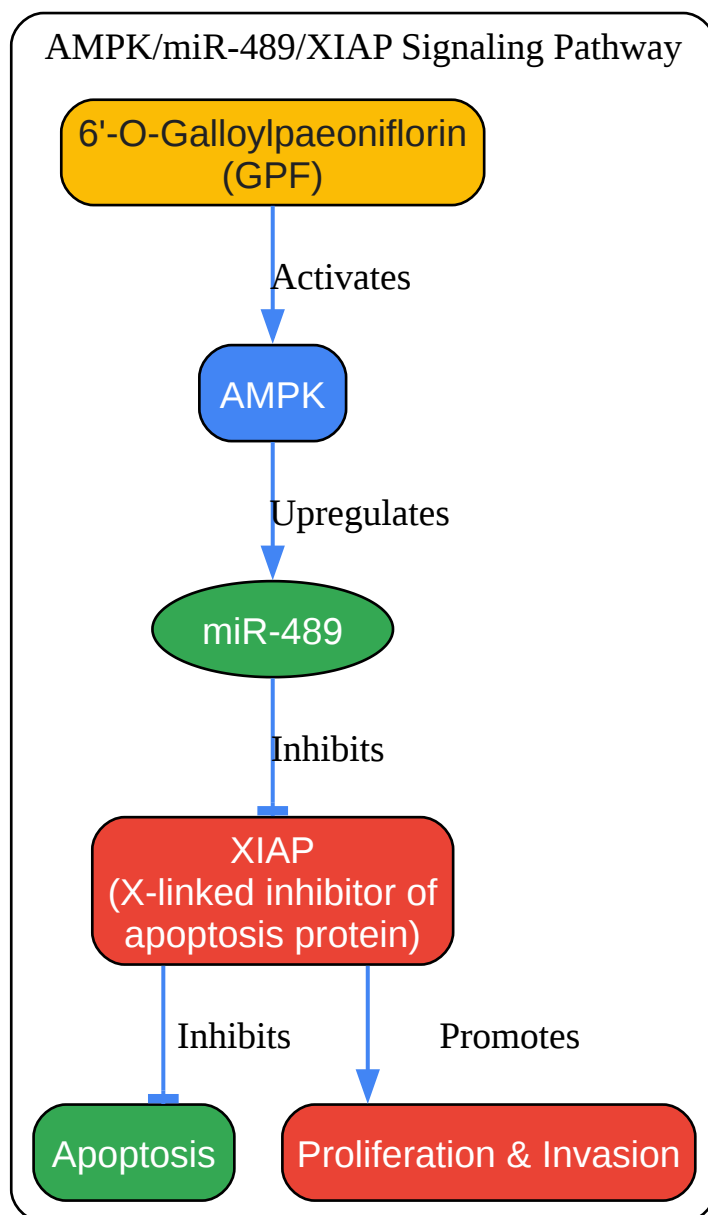 AMPK/miR-489/XIAP Signaling Pathway
6'-O-Galloylpaeoniflorin
(GPF)
Activates
AMPK
Upregulates
miR-489
Inhibits
XIAP
(X-linked inhibitor of
apoptosis protein)
Inhibits
Promotes
Apoptosis
Proliferation & Invasion